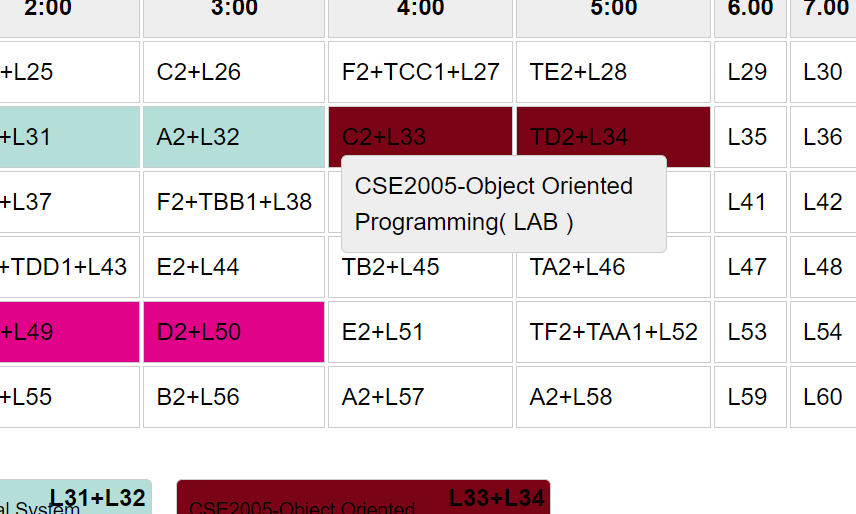 2:00 3:00 4:00 5:00 6.00 7.00
+L25 C2+L26 F2+TCC1+L27 TE2+L28 L29 L30
+L31 A2+L32 C2+L33 TD2+L34 L35 L36
CSE2005-Object Oriented
Programming( LAB )
+L37 F2+TBB1+L38 L41 L42
+TDD1+L43 E2+L44 TB2+L45 TA2+L46 L47 L48
+L49 D2+L50 E2+L51 TF2+TAA1+L52 L53 L54
+L55 B2+L56 A2+L57 A2+L58 L59 L60
L31+L32 L33+L34
al System CSE2005-Object Oriented